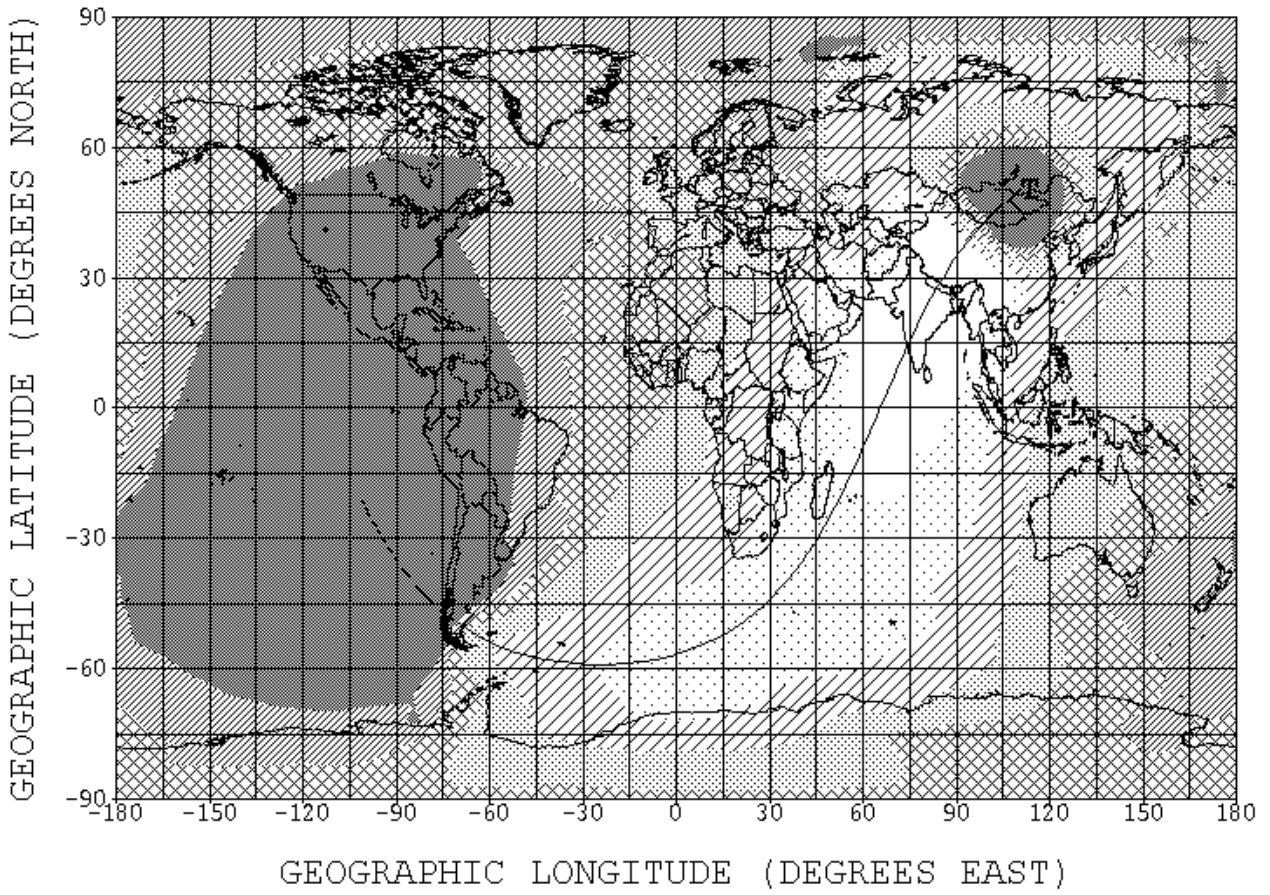 GEOGRAPHIC LATITUDE (DEGREES NORTH)
90
60
30
0
-30
-60
-90
T
-180 -150 -120 -90 -60 -30 0 30 60 90 120 150 180
GEOGRAPHIC LONGITUDE (DEGREES EAST)